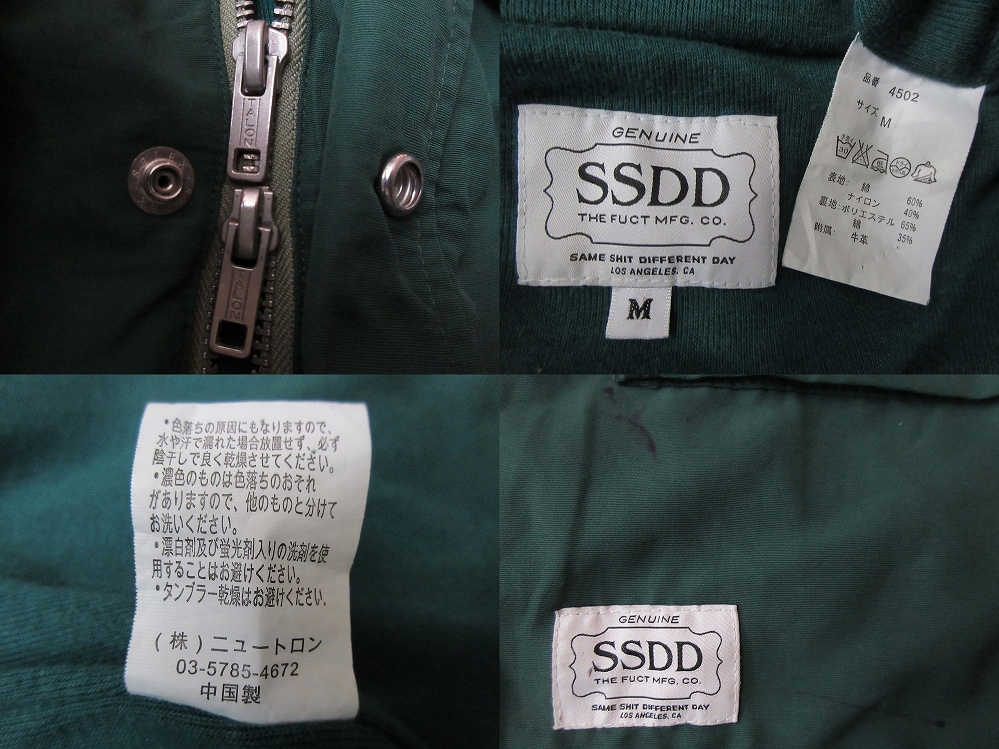 TALON
TALON
GENUINE
SSDD
THE FUCT MFG. CO.
SAME SHIT DIFFERENT DAY
LOS ANGELES. CA
M
品番 4502
サイズ M
表地: 綿 60%
ナイロン 40%
裏地: ポリエステル 65%
綿 35%
附属: 牛革
•色落ちの原因にもなりますので、
水や汗で濡れた場合放置せず、必ず
陰干しで良く乾燥させてください。
•濃色のものは色落ちのおそれ
がありますので、他のものと分けて
お洗いください。
•漂白剤及び蛍光剤入りの洗剤を使
用することはお避けください。
•タンブラー乾燥はお避けください.
(株)ニュートロン
03-5785-4672
中国製
GENUINE
SSDD
THE FUCT MFG. CO.
SAME SHIT DIFFERENT DAY
LOS ANGELES, CA